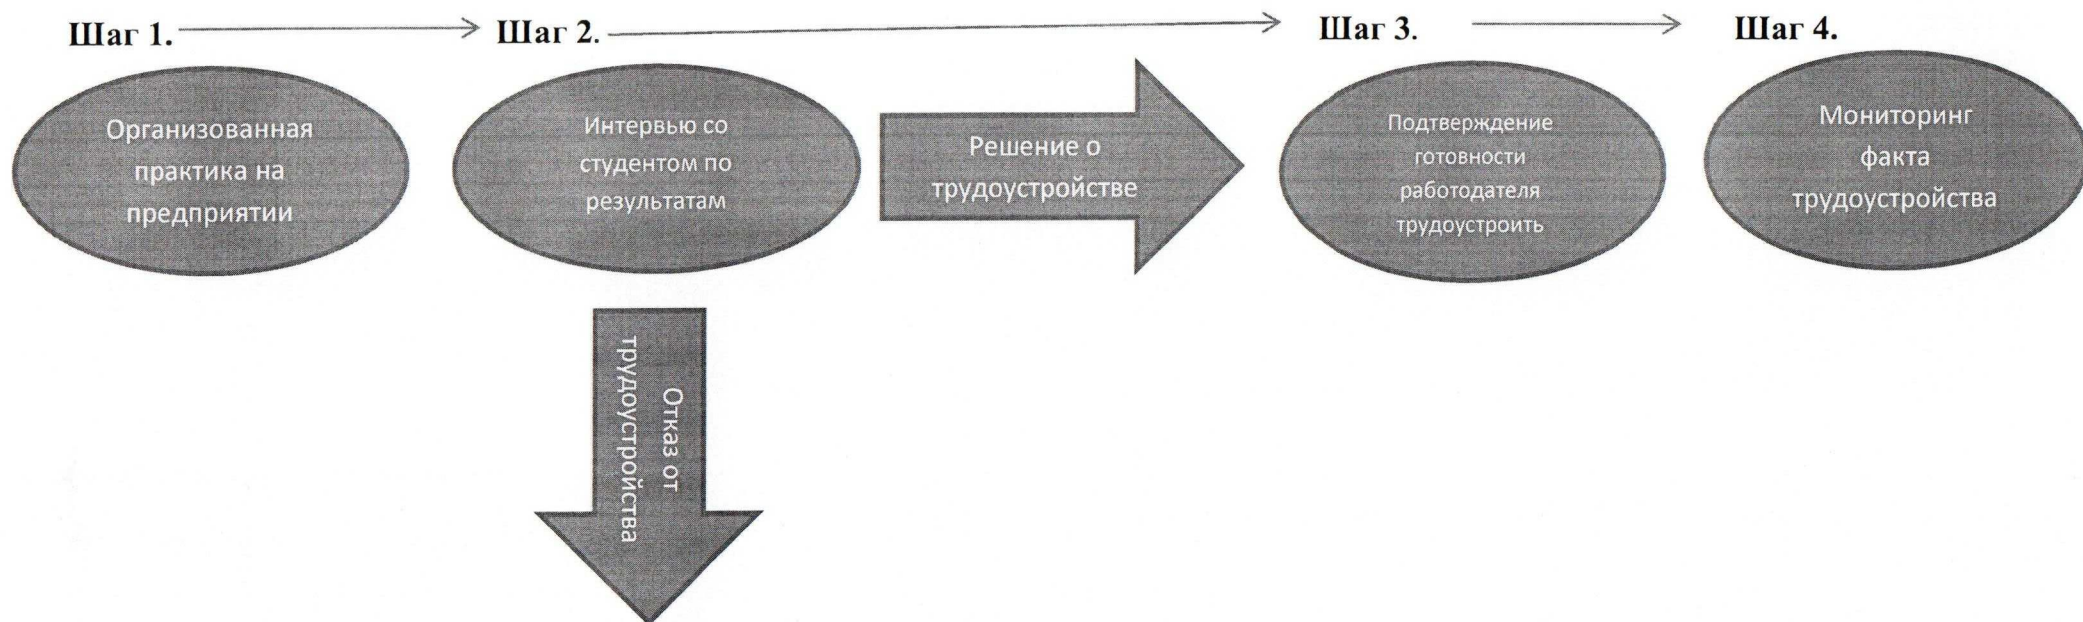 Шаг 1.
Шаг 2.
Шаг 3.
Шаг 4.
Организованная
практика на
предприятии
Интервью со
студентом по
результатам
Решение о
трудоустройстве
Подтверждение
готовности
работодателя
трудоустроить
Мониторинг
факта
трудоустройства
Отказ от
трудоустройства